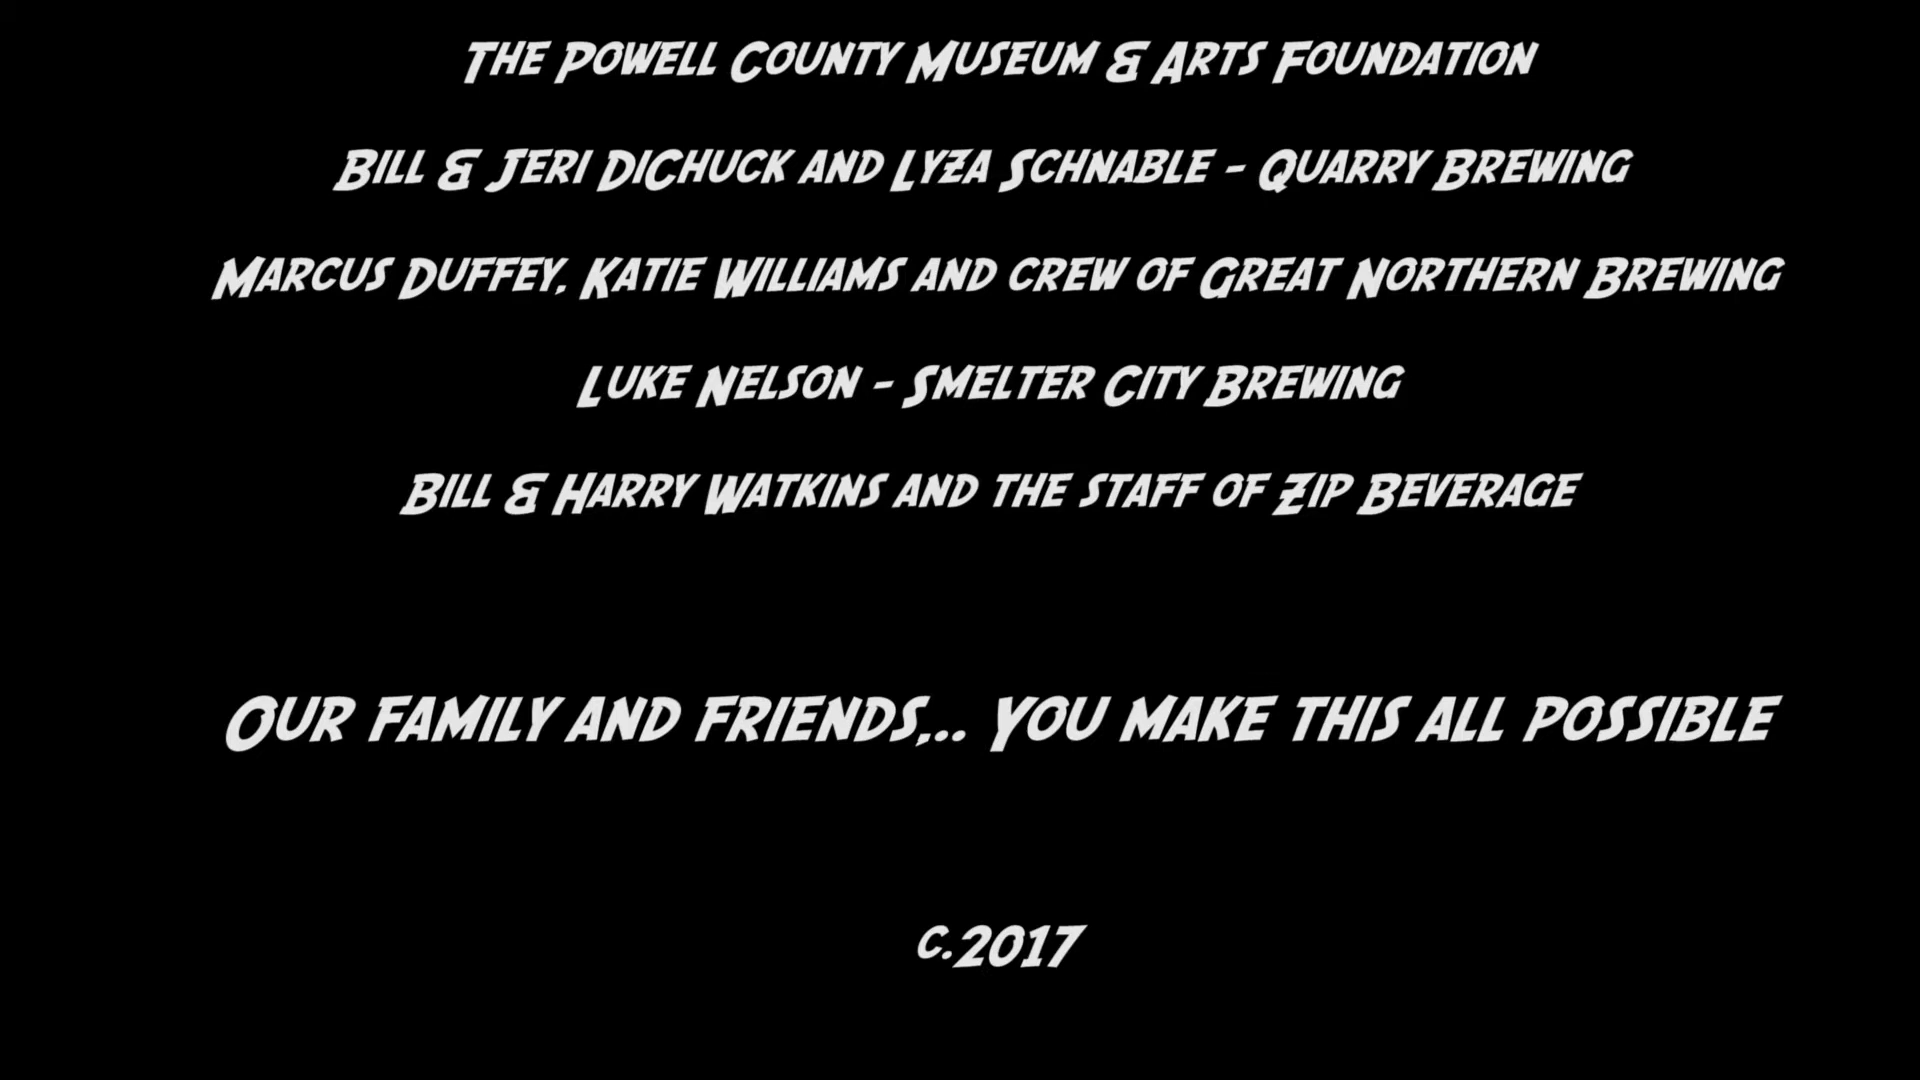 The Powell County Museum & Arts Foundation
Bill & Jeri DiChuck and Lyza Schnable - Quarry Brewing
Marcus Duffey, Katie Williams and crew of Great Northern Brewing
Luke Nelson - Smelter City Brewing
Bill & Harry Watkins and the staff of Zip Beverage
Our family and friends,... You make this all possible
c.2017